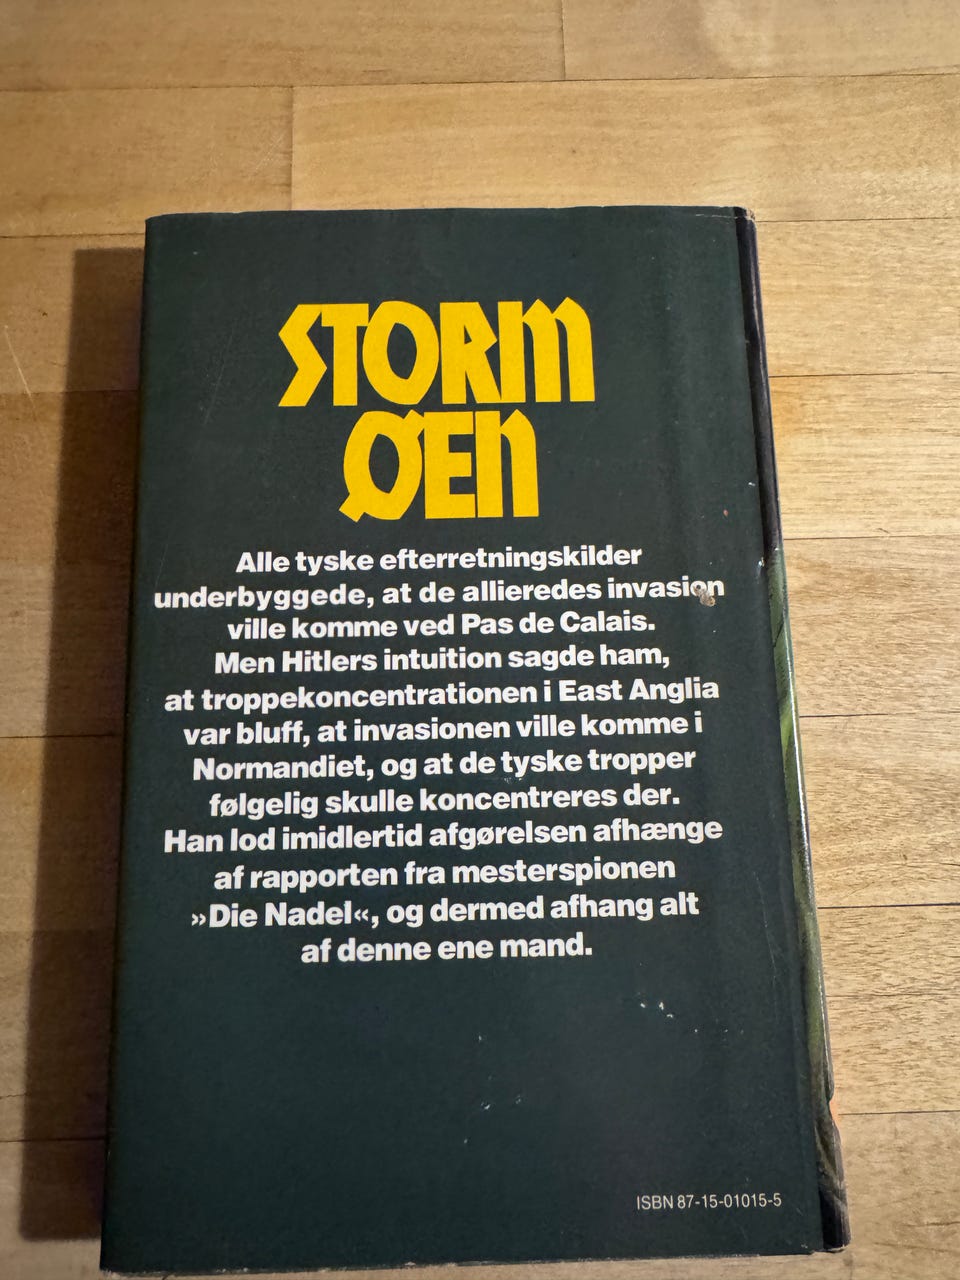 STORM
ØEN
Alle tyske efterretningskilder
underbyggede, at de allieredes invasion
ville komme ved Pas de Calais.
Men Hitlers intuition sagde ham,
at troppekoncentrationen i East Anglia
var bluff, at invasionen ville komme i
Normandiet, og at de tyske tropper
følgelig skulle koncentreres der.
Han lod imidlertid afgørelsen afhænge
af rapporten fra mesterspionen
»Die Nadel«, og dermed afhang alt
af denne ene mand.
ISBN 87-15-01015-5